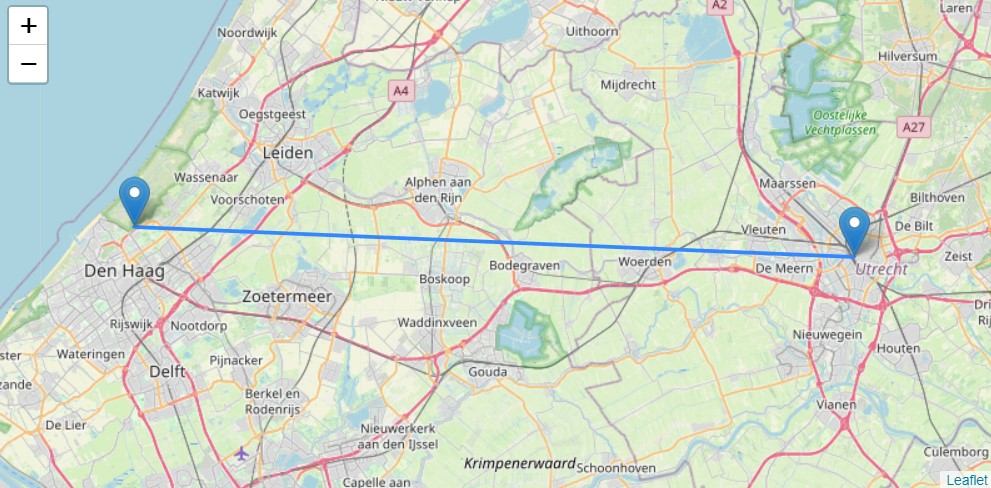 +
−
A2
Laren
Noordwijk
Uithoorn
Hilversum
Mijdrecht
Katwijk
A4
Oegstgeest
Oostelijke
Vechtplassen
A27
Leiden
Wassenaar
Alphen aan
den Rijn
Maarssen
Voorschoten
Bilthoven
Vleuten
De Bilt
Den Haag
Boskoop
Bodegraven
Woerden
De Meern
Utrecht
Zeist
Zoetermeer
Rijswijk
Nootdorp
Waddinxveen
Nieuwegein
Wateringen
Pijnacker
Houten
Delft
Gouda
Berkel en
Rodenrijs
Vianen
De Lier
Nieuwerkerk
aan den IJssel
Krimpenerwaard
Schoonhoven
Culemborg
Capelle aan
Leaflet